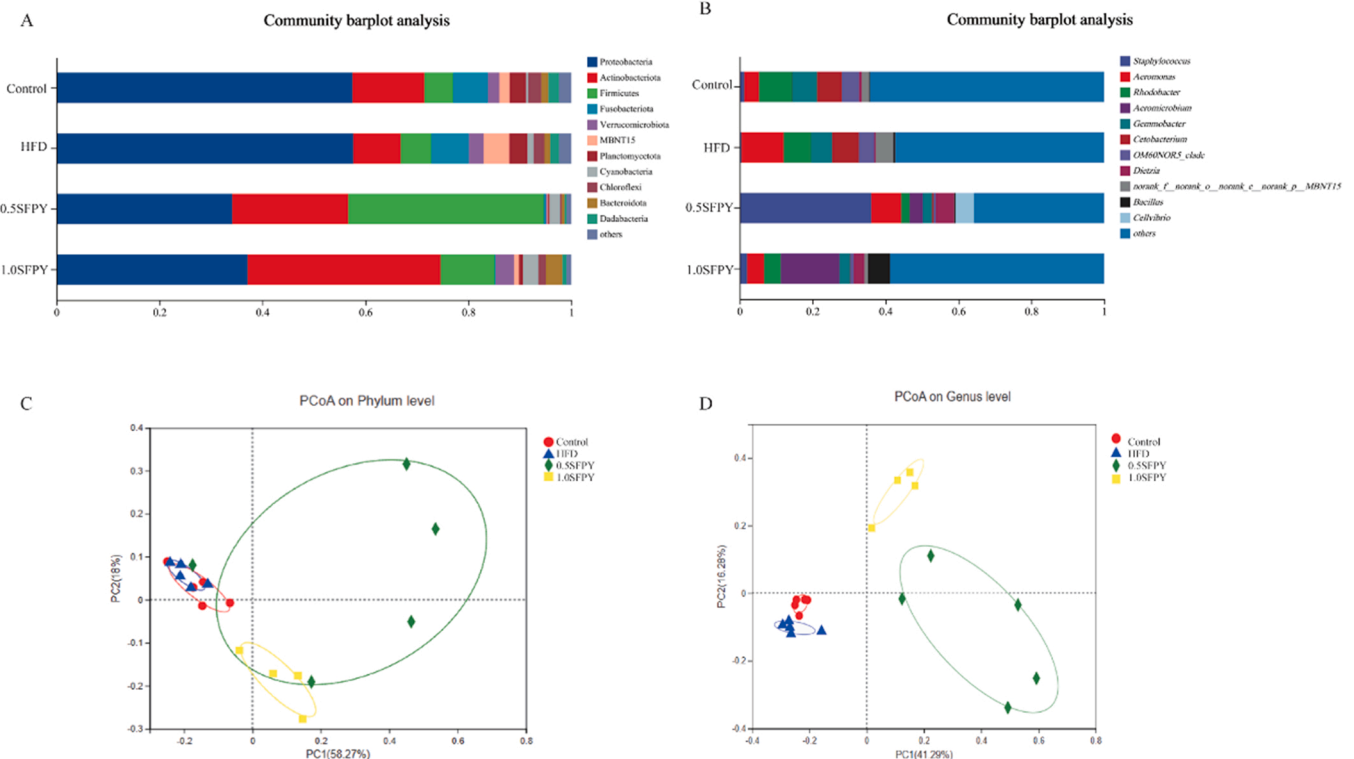 A
Community barplot analysis
Control
HFD
0.5SFPY
1.0SFPY
0
0.2
0.4
0.6
0.8
1
Proteobacteria
Actinobacteriota
Firmicutes
Fusobacteriota
Verrucomicrobiota
MBNT15
Planctomycetota
Cyanobacteria
Chloroflexi
Bacteroidota
Dadabacteria
others
B
Community barplot analysis
Control
HFD
0.5SFPY
1.0SFPY
0
0.2
0.4
0.6
0.8
1
Staphylococcus
Aeromonas
Rhodobacter
Aeromicrobium
Gemmobacter
Cetobacterium
OM60NOR5_clade
Dietzia
norank_f__norank_o__norank_c__norank_p__MBNT15
Bacillus
Cellvibrio
others
C
PCoA on Phylum level
PC2(18%)
0.4
0.3
0.2
0.1
0
-0.1
-0.2
-0.3
-0.2
0
0.2
0.4
0.6
0.8
PC1(58.27%)
Control
HFD
0.5SFPY
1.0SFPY
D
PCoA on Genus level
PC2(16.28%)
0.4
0.2
0
-0.2
-0.4
-0.4
-0.2
0
0.2
0.4
0.6
0.8
PC1(41.29%)
Control
HFD
0.5SFPY
1.0SFPY